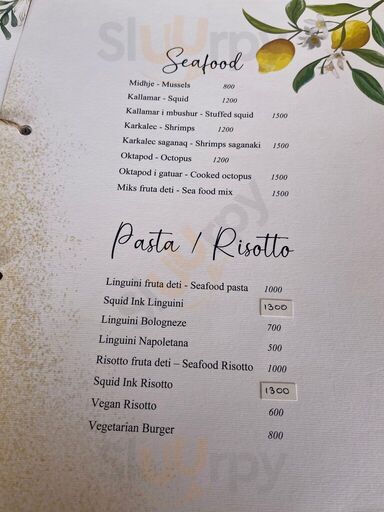 Seafood
Midhje - Mussels 800
Kallamar - Squid 1200
Kallamar i mbushur - Stuffed squid 1500
Karkalec - Shrimps 1200
Karkalec saganaq - Shrimps saganaki 1500
Oktapod - Octopus 1200
Oktapod i gatuar - Cooked octopus 1500
Miks fruta deti - Sea food mix 1500
Pasta / Risotto
Linguini fruta deti - Seafood pasta 1000
Squid Ink Linguini 1300
Linguini Bologneze 700
Linguini Napoletana 500
Risotto fruta deti – Seafood Risotto 1000
Squid Ink Risotto 1300
Vegan Risotto 600
Vegetarian Burger 800
sluurpy
sluurpy
sluurpy